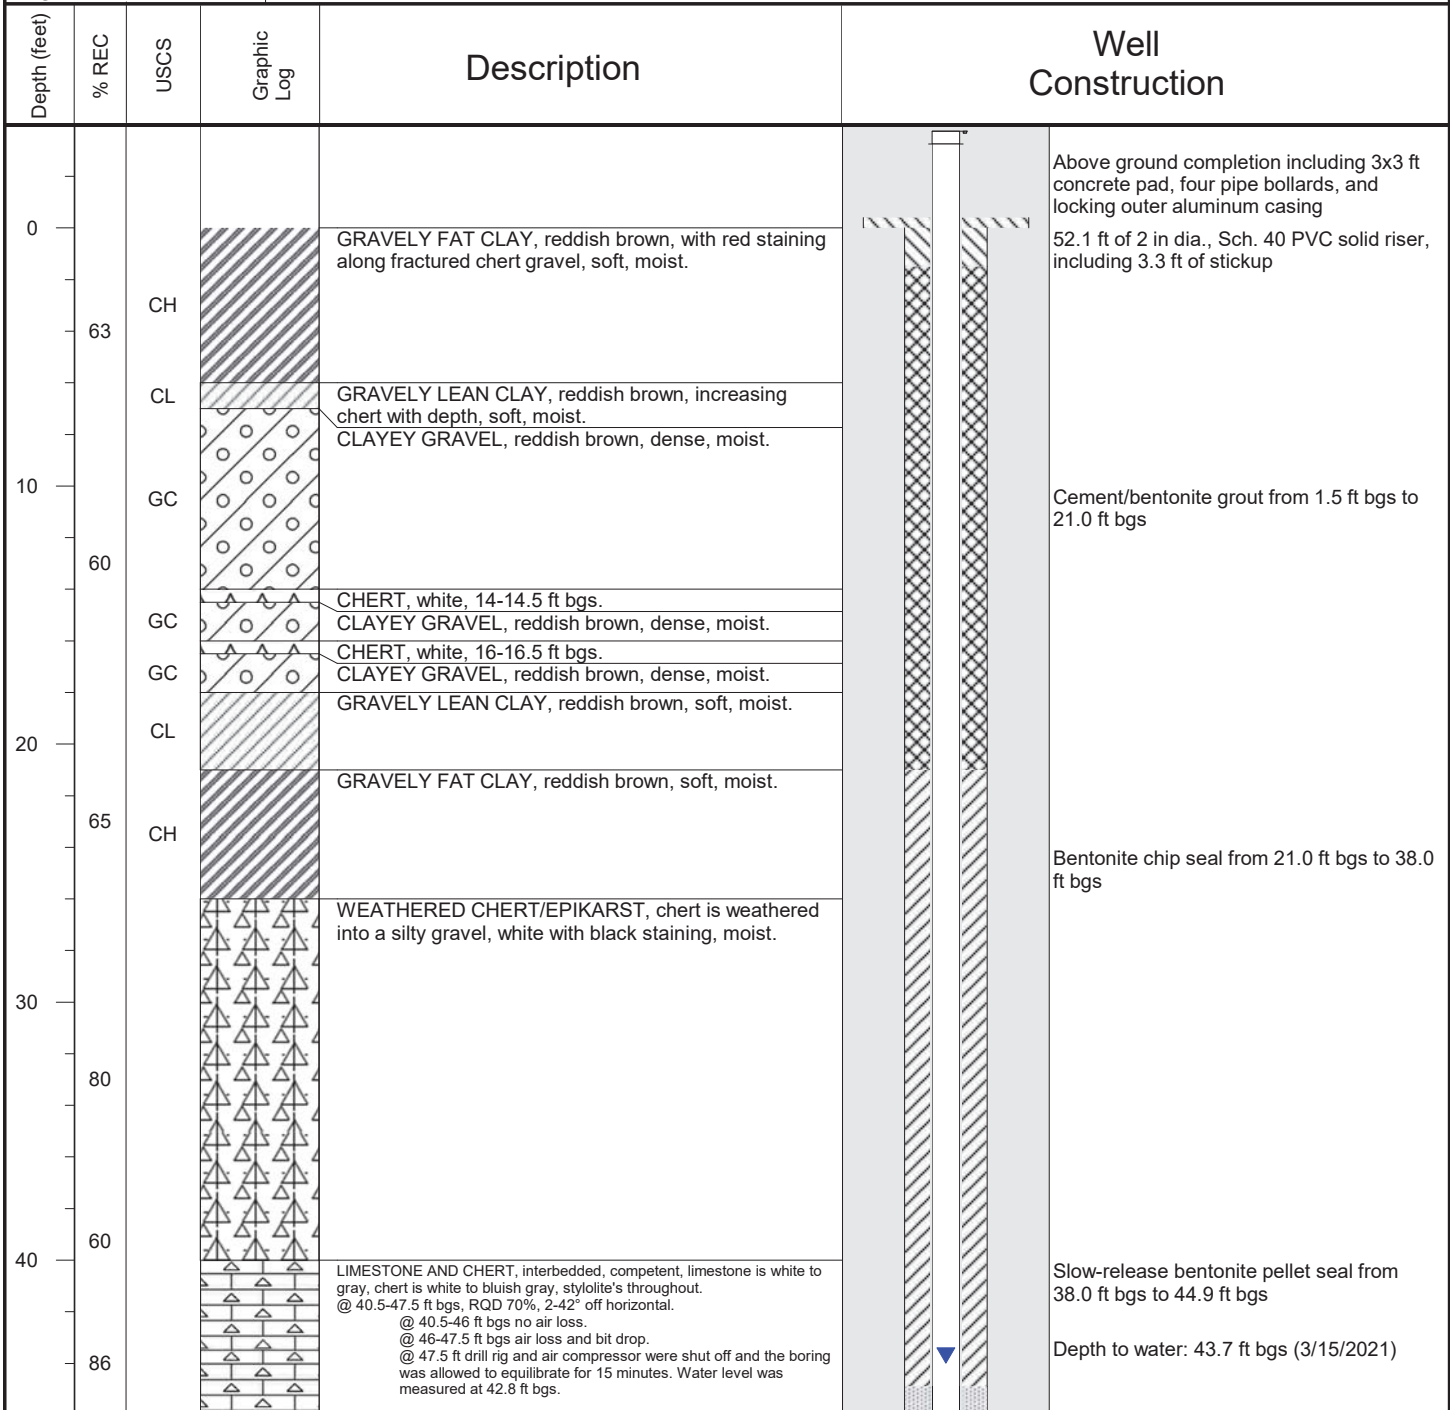 Depth (feet)
% REC
USCS
Graphic
Log
Description
Well
Construction
Above ground completion including 3x3 ft
concrete pad, four pipe bollards, and
locking outer aluminum casing
0
GRAVELY FAT CLAY, reddish brown, with red staining
along fractured chert gravel, soft, moist.
52.1 ft of 2 in dia., Sch. 40 PVC solid riser,
including 3.3 ft of stickup
CH
63
CL
GRAVELY LEAN CLAY, reddish brown, increasing
chert with depth, soft, moist.
CLAYEY GRAVEL, reddish brown, dense, moist.
10
GC
Cement/bentonite grout from 1.5 ft bgs to
21.0 ft bgs
60
CHERT, white, 14-14.5 ft bgs.
GC
CLAYEY GRAVEL, reddish brown, dense, moist.
CHERT, white, 16-16.5 ft bgs.
GC
CLAYEY GRAVEL, reddish brown, dense, moist.
GRAVELY LEAN CLAY, reddish brown, soft, moist.
CL
20
GRAVELY FAT CLAY, reddish brown, soft, moist.
65
CH
Bentonite chip seal from 21.0 ft bgs to 38.0
ft bgs
WEATHERED CHERT/EPIKARST, chert is weathered
into a silty gravel, white with black staining, moist.
30
80
60
40
LIMESTONE AND CHERT, interbedded, competent, limestone is white to
gray, chert is white to bluish gray, stylolite's throughout.
@ 40.5-47.5 ft bgs, RQD 70%, 2-42° off horizontal.
@ 40.5-46 ft bgs no air loss.
@ 46-47.5 ft bgs air loss and bit drop.
@ 47.5 ft drill rig and air compressor were shut off and the boring
was allowed to equilibrate for 15 minutes. Water level was
measured at 42.8 ft bgs.
Slow-release bentonite pellet seal from
38.0 ft bgs to 44.9 ft bgs
86
Depth to water: 43.7 ft bgs (3/15/2021)